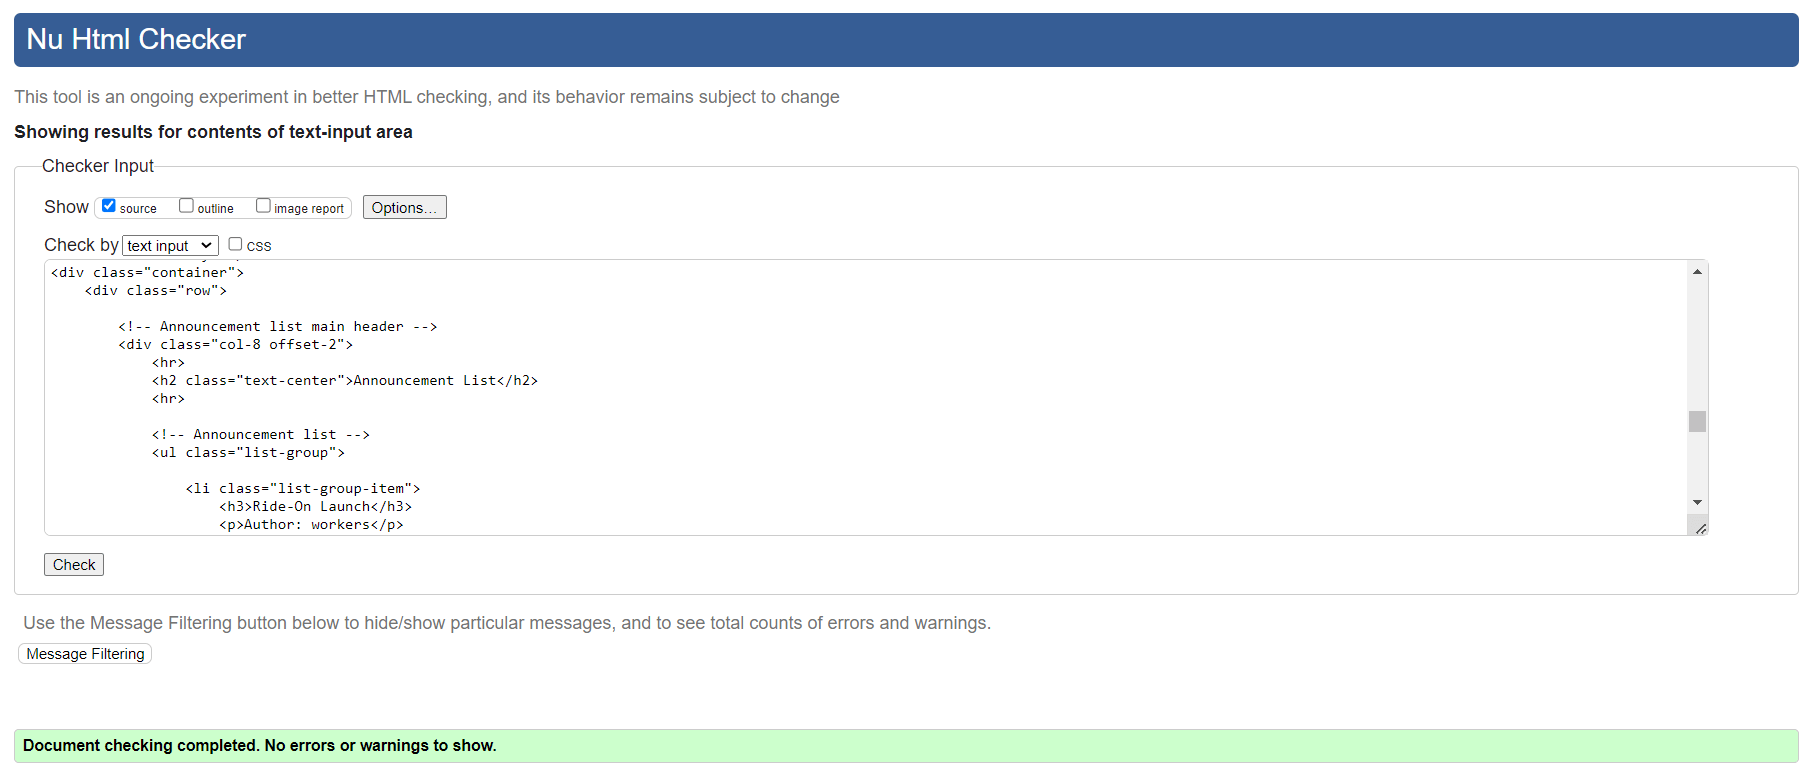 Nu Html Checker
This tool is an ongoing experiment in better HTML checking, and its behavior remains subject to change
Showing results for contents of text-input area
Checker Input
Show source outline image report Options...
Check by text input CSS
<div class="container">
<div class="row">
<!-- Announcement list main header -->
<div class="col-8 offset-2">
<hr>
<h2 class="text-center">Announcement List</h2>
<hr>
<!-- Announcement list -->
<ul class="list-group">
<li class="list-group-item">
<h3>Ride-On Launch</h3>
<p>Author: workers</p>
Check
Use the Message Filtering button below to hide/show particular messages, and to see total counts of errors and warnings.
Message Filtering
Document checking completed. No errors or warnings to show.